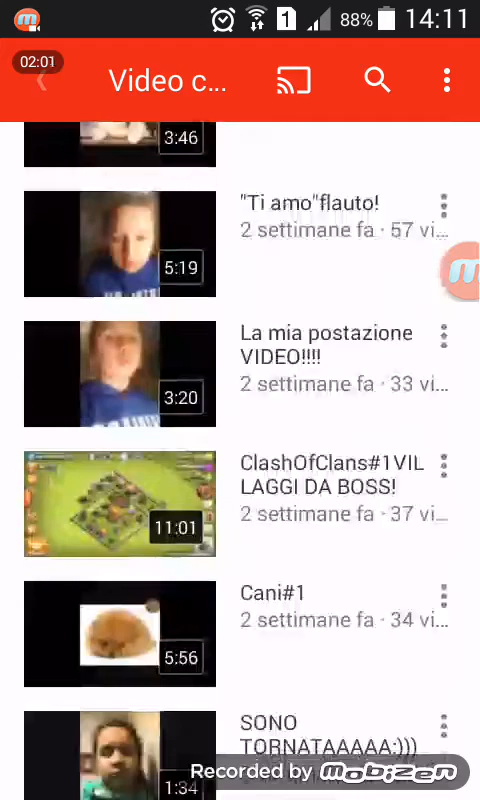 1
88%
14:11
02:01
Video c...
3:46
"Ti amo"flauto!
2 settimane fa · 57 vi...
5:19
La mia postazione
VIDEO!!!!
2 settimane fa · 33 vi...
3:20
ClashOfClans#1VIL
LAGGI DA BOSS!
2 settimane fa · 37 vi...
11:01
Cani#1
2 settimane fa · 34 vi...
5:56
SONO
TORNATAAAAA:)))
1:34
Recorded by mobizen